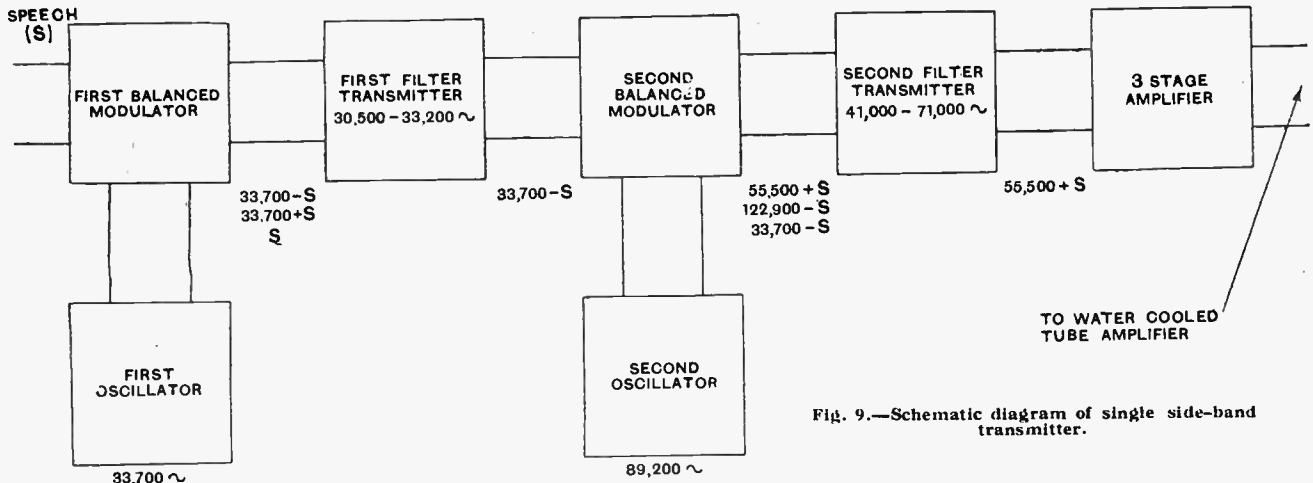 SPEECH
(S)
FIRST BALANCED
MODULATOR
FIRST FILTER
TRANSMITTER
30,500 – 33,200 ~
SECOND
BALANCED
MODULATOR
SECOND FILTER
TRANSMITTER
41,000 – 71,000 ~
3 STAGE
AMPLIFIER
33,700 – S
33,700 + S
S
33,700 – S
55,500 + S
122,900 – S
33,700 – S
55,500 + S
FIRST
OSCILLATOR
33,700 ~
SECOND
OSCILLATOR
89,200 ~
TO WATER COOLED
TUBE AMPLIFIER
Fig. 9.—Schematic diagram of single side-band
transmitter.